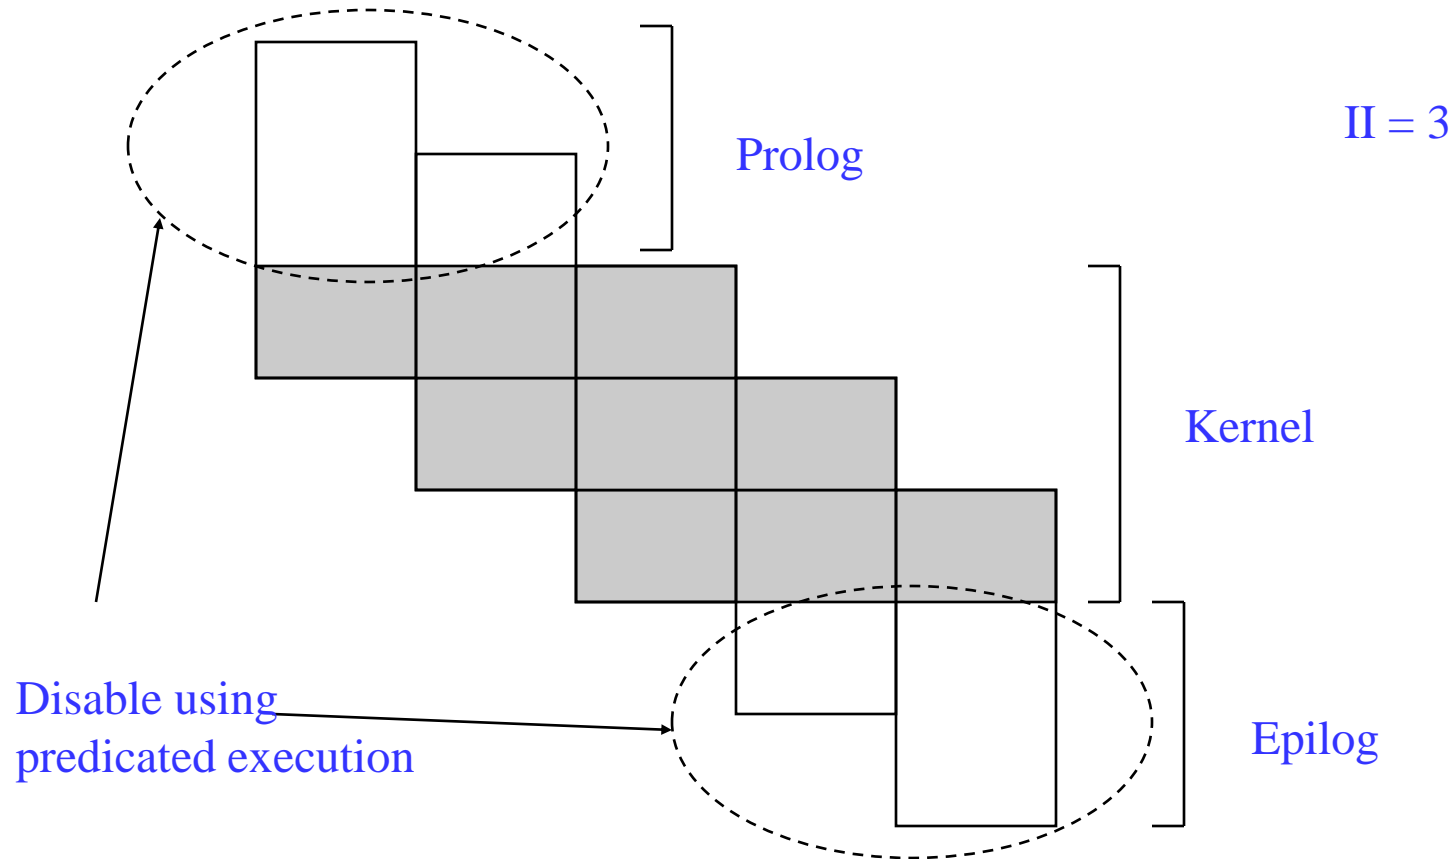 II = 3
Prolog
Kernel
Disable using
predicated execution
Epilog